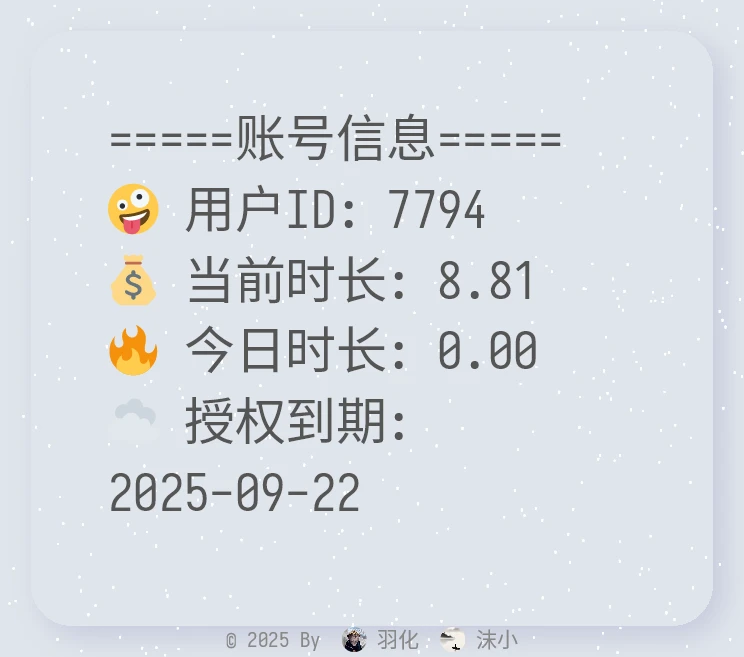 =====账号信息=====
🤪 用户ID: 7794
💰 当前时长: 8.81
🔥 今日时长: 0.00
☁️ 授权到期:
2025-09-22
© 2025 By 羽化 沫小